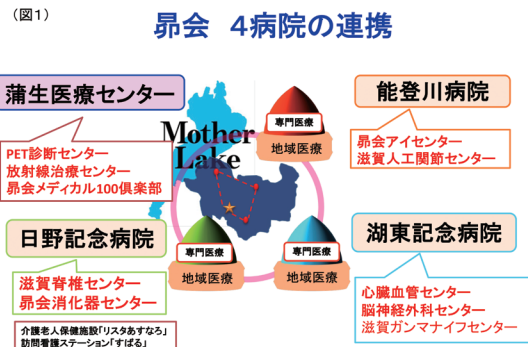 （図1）
昴会　4病院の連携
蒲生医療センター
PET診断センター
放射線治療センター
昴会メディカル100倶楽部
能登川病院
昴会アイセンター
滋賀人工関節センター
Mother
Lake
専門医療
地域医療
専門医療
地域医療
専門医療
地域医療
日野記念病院
滋賀脊椎センター
昴会消化器センター
介護老人保健施設「リスタあすなろ」
訪問看護ステーション「すばる」
湖東記念病院
心臓血管センター
脳神経外科センター
滋賀ガンマナイフセンター